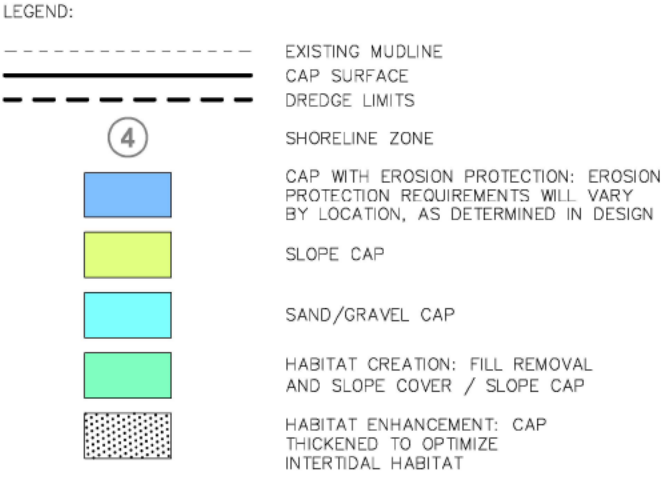 LEGEND:
EXISTING MUDLINE
CAP SURFACE
DREDGE LIMITS
4
SHORELINE ZONE
CAP WITH EROSION PROTECTION: EROSION
PROTECTION REQUIREMENTS WILL VARY
BY LOCATION, AS DETERMINED IN DESIGN
SLOPE CAP
SAND/GRAVEL CAP
HABITAT CREATION: FILL REMOVAL
AND SLOPE COVER / SLOPE CAP
HABITAT ENHANCEMENT: CAP
THICKENED TO OPTIMIZE
INTERTIDAL HABITAT